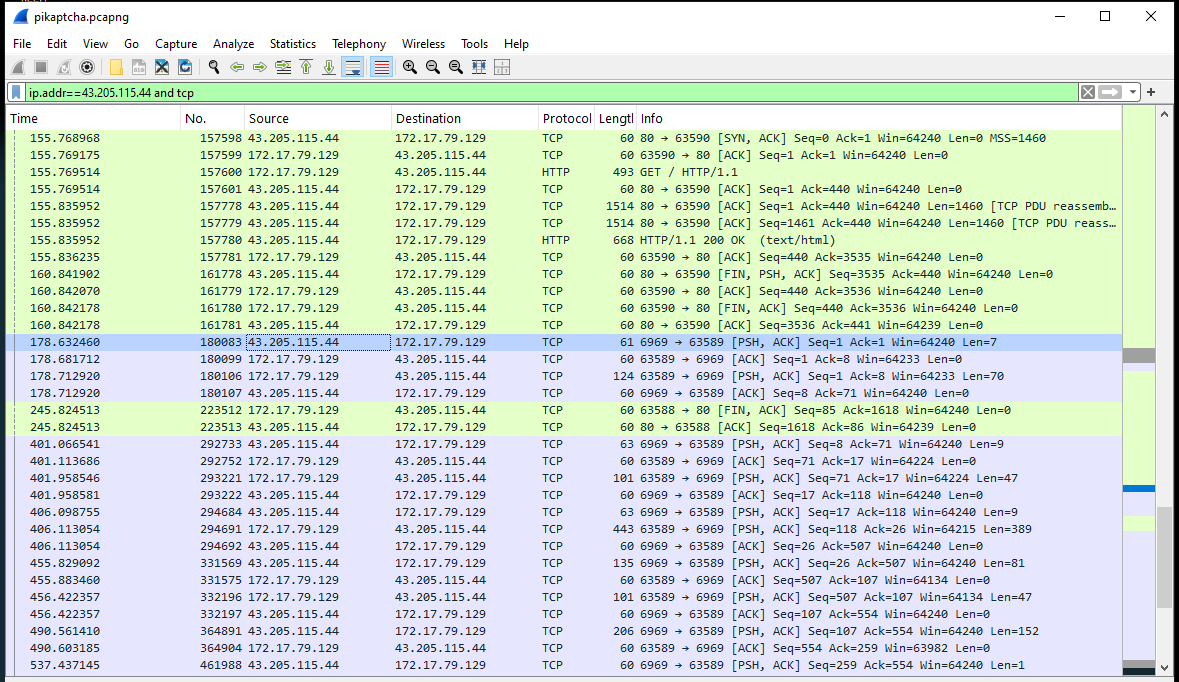 pikaptcha.pcapng
File Edit View Go Capture Analyze Statistics Telephony Wireless Tools Help
ip.addr==43.205.115.44 and tcp
Time No. Source Destination Protocol Lengtl Info
155.768968 157598 43.205.115.44 172.17.79.129 TCP 60 80 → 63590 [SYN, ACK] Seq=0 Ack=1 Win=64240 Len=0 MSS=1460
155.769175 157599 172.17.79.129 43.205.115.44 TCP 60 63590 → 80 [ACK] Seq=1 Ack=1 Win=64240 Len=0
155.769514 157600 172.17.79.129 43.205.115.44 HTTP 493 GET / HTTP/1.1
155.769514 157601 43.205.115.44 172.17.79.129 TCP 60 80 → 63590 [ACK] Seq=1 Ack=440 Win=64240 Len=0
155.835952 157778 43.205.115.44 172.17.79.129 TCP 1514 80 → 63590 [ACK] Seq=1 Ack=440 Win=64240 Len=1460 [TCP PDU reassemb…
155.835952 157779 43.205.115.44 172.17.79.129 TCP 1514 80 → 63590 [ACK] Seq=1461 Ack=440 Win=64240 Len=1460 [TCP PDU reass…
155.835952 157780 43.205.115.44 172.17.79.129 HTTP 668 HTTP/1.1 200 OK (text/html)
155.836235 157781 172.17.79.129 43.205.115.44 TCP 60 63590 → 80 [ACK] Seq=440 Ack=3535 Win=64240 Len=0
160.841902 161778 43.205.115.44 172.17.79.129 TCP 60 80 → 63590 [FIN, PSH, ACK] Seq=3535 Ack=440 Win=64240 Len=0
160.842070 161779 172.17.79.129 43.205.115.44 TCP 60 63590 → 80 [ACK] Seq=440 Ack=3536 Win=64240 Len=0
160.842178 161780 172.17.79.129 43.205.115.44 TCP 60 63590 → 80 [FIN, ACK] Seq=440 Ack=3536 Win=64240 Len=0
160.842178 161781 43.205.115.44 172.17.79.129 TCP 60 80 → 63590 [ACK] Seq=3536 Ack=441 Win=64239 Len=0
178.632460 180083 43.205.115.44 172.17.79.129 TCP 61 6969 → 63589 [PSH, ACK] Seq=1 Ack=1 Win=64240 Len=7
178.681712 180099 172.17.79.129 43.205.115.44 TCP 60 63589 → 6969 [ACK] Seq=1 Ack=8 Win=64233 Len=0
178.712920 180106 172.17.79.129 43.205.115.44 TCP 124 63589 → 6969 [PSH, ACK] Seq=1 Ack=8 Win=64233 Len=70
178.712920 180107 43.205.115.44 172.17.79.129 TCP 60 6969 → 63589 [ACK] Seq=8 Ack=71 Win=64240 Len=0
245.824513 223512 172.17.79.129 43.205.115.44 TCP 60 63588 → 80 [FIN, ACK] Seq=85 Ack=1618 Win=64240 Len=0
245.824513 223513 43.205.115.44 172.17.79.129 TCP 60 80 → 63588 [ACK] Seq=1618 Ack=86 Win=64239 Len=0
401.066541 292733 43.205.115.44 172.17.79.129 TCP 63 6969 → 63589 [PSH, ACK] Seq=8 Ack=71 Win=64240 Len=9
401.113686 292752 172.17.79.129 43.205.115.44 TCP 60 63589 → 6969 [ACK] Seq=71 Ack=17 Win=64224 Len=0
401.958546 293221 172.17.79.129 43.205.115.44 TCP 101 63589 → 6969 [PSH, ACK] Seq=71 Ack=17 Win=64224 Len=47
401.958581 293222 43.205.115.44 172.17.79.129 TCP 60 6969 → 63589 [ACK] Seq=17 Ack=118 Win=64240 Len=0
406.098755 294684 43.205.115.44 172.17.79.129 TCP 63 6969 → 63589 [PSH, ACK] Seq=17 Ack=118 Win=64240 Len=9
406.113054 294691 172.17.79.129 43.205.115.44 TCP 443 63589 → 6969 [PSH, ACK] Seq=118 Ack=26 Win=64215 Len=389
406.113054 294692 43.205.115.44 172.17.79.129 TCP 60 6969 → 63589 [ACK] Seq=26 Ack=507 Win=64240 Len=0
455.829092 331569 43.205.115.44 172.17.79.129 TCP 135 6969 → 63589 [PSH, ACK] Seq=26 Ack=507 Win=64240 Len=81
455.883460 331575 172.17.79.129 43.205.115.44 TCP 60 63589 → 6969 [ACK] Seq=507 Ack=107 Win=64134 Len=0
456.422357 332196 172.17.79.129 43.205.115.44 TCP 101 63589 → 6969 [PSH, ACK] Seq=507 Ack=107 Win=64134 Len=47
456.422357 332197 43.205.115.44 172.17.79.129 TCP 60 6969 → 63589 [ACK] Seq=107 Ack=554 Win=64240 Len=0
490.561410 364891 43.205.115.44 172.17.79.129 TCP 206 6969 → 63589 [PSH, ACK] Seq=107 Ack=554 Win=64240 Len=152
490.603185 364904 172.17.79.129 43.205.115.44 TCP 60 63589 → 6969 [ACK] Seq=554 Ack=259 Win=63982 Len=0
537.437145 461988 43.205.115.44 172.17.79.129 TCP 60 6969 → 63589 [PSH, ACK] Seq=259 Ack=554 Win=64240 Len=1